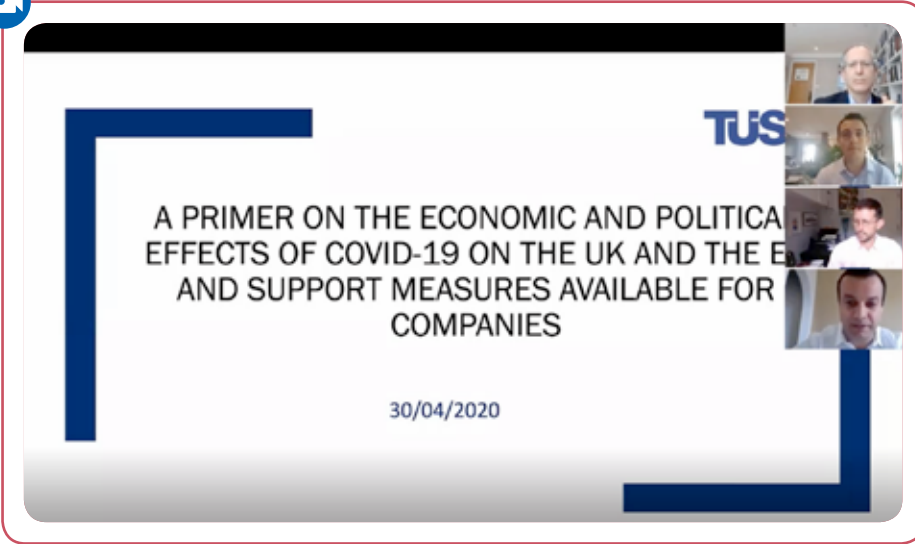 TÜS
A PRIMER ON THE ECONOMIC AND POLITICA
EFFECTS OF COVID-19 ON THE UK AND THE E
AND SUPPORT MEASURES AVAILABLE FOR
COMPANIES
30/04/2020